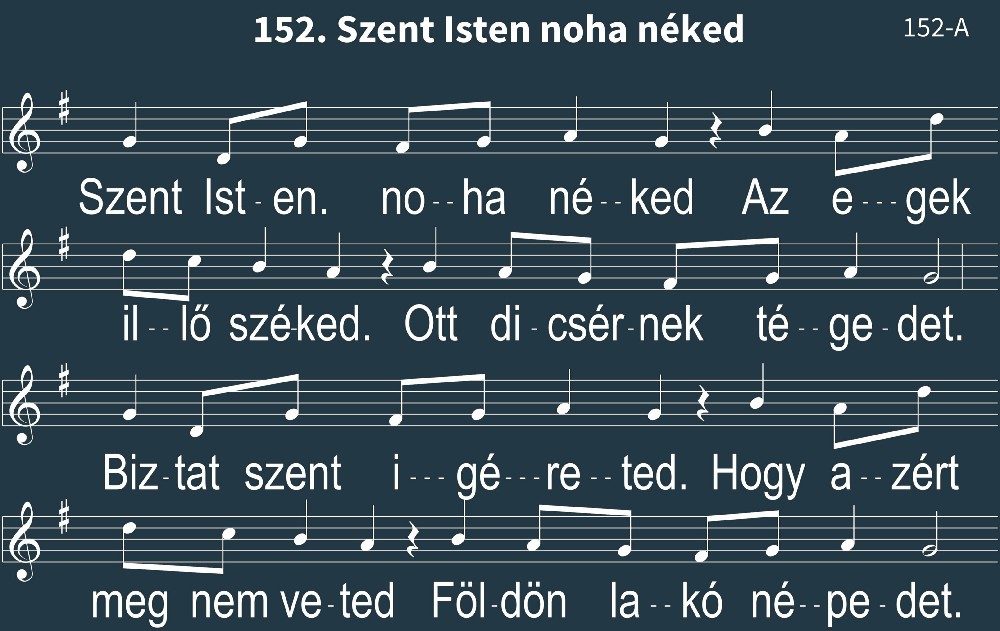 152. Szent Isten noha néked
152-A
Szent Ist - en. no - - ha né - - ked Az e - - - gek
il - - lő szé-ked. Ott di - csér - nek té - - ge - det.
Biz - tat szent i - - - gé - - - re - - ted. Hogy a - - zért
meg nem ve - ted Föl - dön la - - kó né - - pe - det.